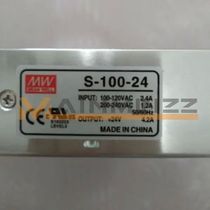 MW
MEAN WELL
S-100-24
INPUT: 100-120VAC 2.4A
200-240VAC 1.2A
50/60Hz
OUTPUT: +24V 4.2A
MADE IN CHINA